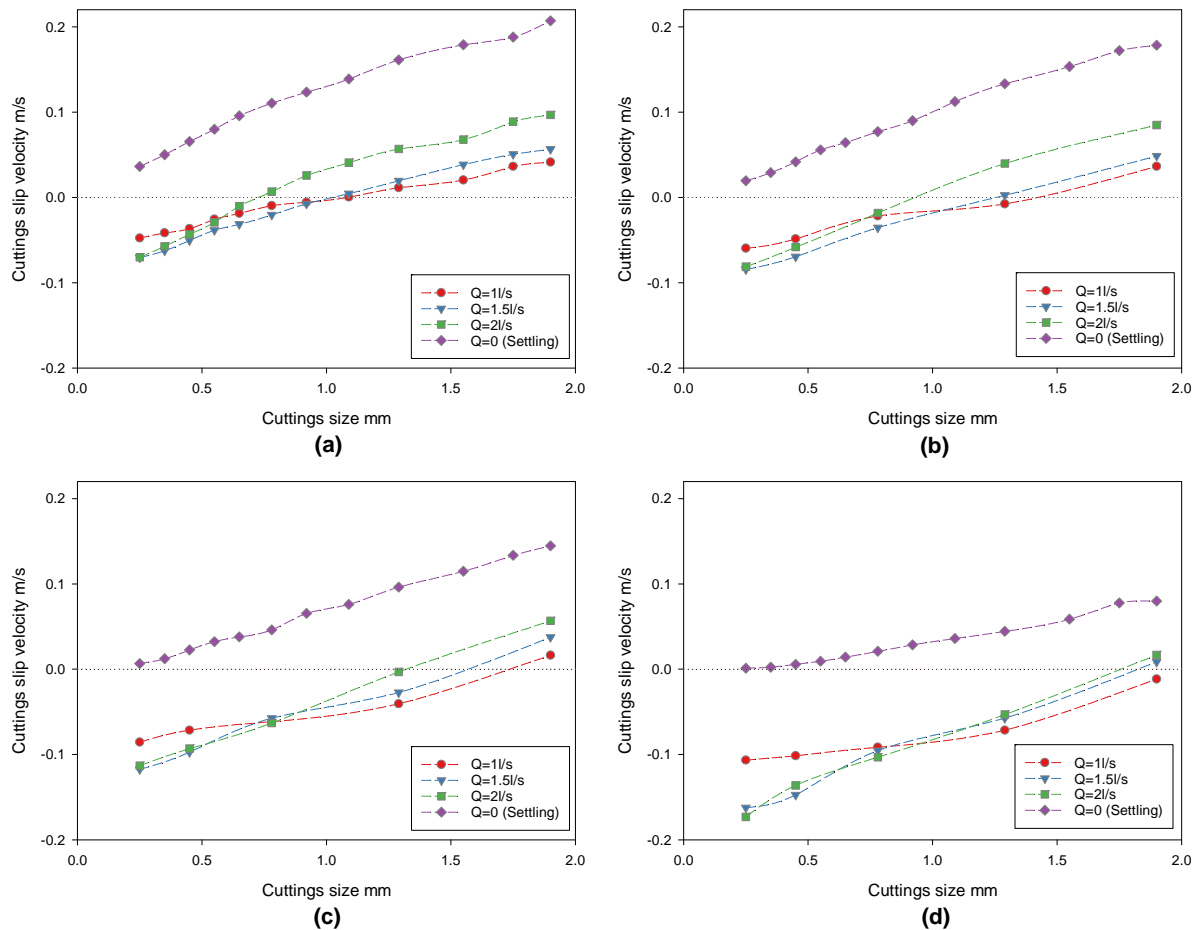 0.2
0.1
0.0
-0.1
-0.2
Cuttings slip velocity m/s
Q=1l/s
Q=1.5l/s
Q=2l/s
Q=0 (Settling)
0.0 0.5 1.0 1.5 2.0
Cuttings size mm
(a)
0.2
0.1
0.0
-0.1
-0.2
Cuttings slip velocity m/s
Q=1l/s
Q=1.5l/s
Q=2l/s
Q=0 (Settling)
0.0 0.5 1.0 1.5 2.0
Cuttings size mm
(b)
0.2
0.1
0.0
-0.1
-0.2
Cuttings slip velocity m/s
Q=1l/s
Q=1.5l/s
Q=2l/s
Q=0 (Settling)
0.0 0.5 1.0 1.5 2.0
Cuttings size mm
(c)
0.2
0.1
0.0
-0.1
-0.2
Cuttings slip velocity m/s
Q=1l/s
Q=1.5l/s
Q=2l/s
Q=0 (Settling)
0.0 0.5 1.0 1.5 2.0
Cuttings size mm
(d)